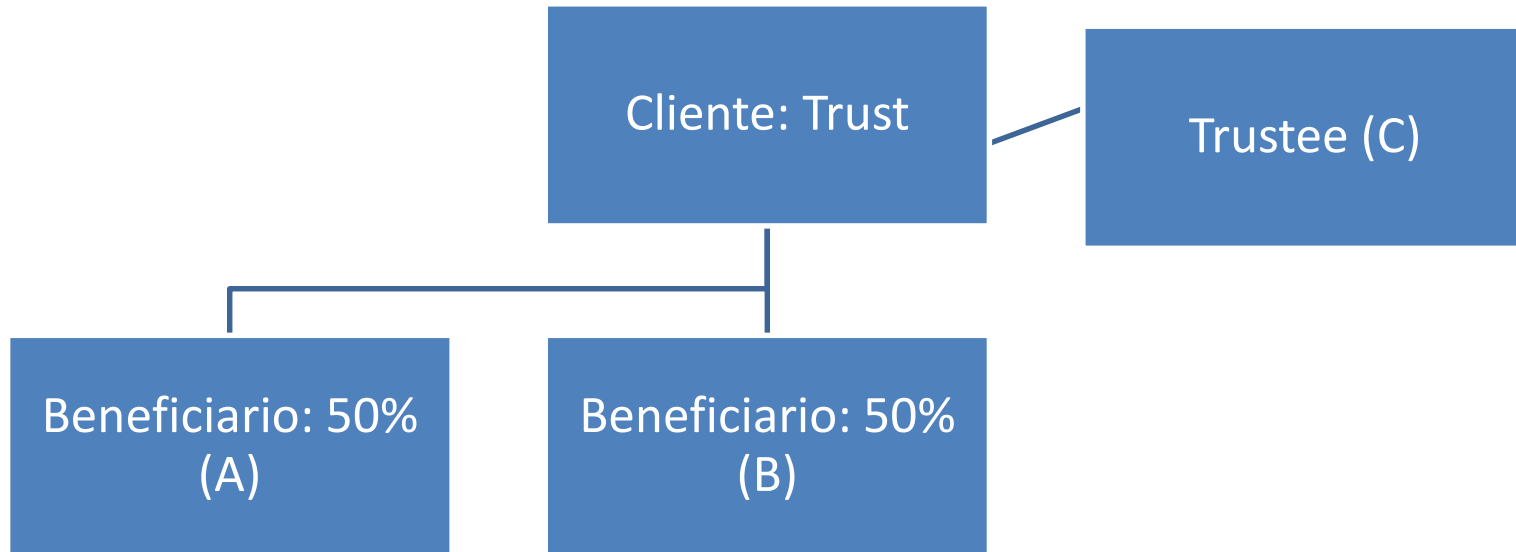 Cliente: Trust
Trustee (C)
Beneficiario: 50%
(A)
Beneficiario: 50%
(B)